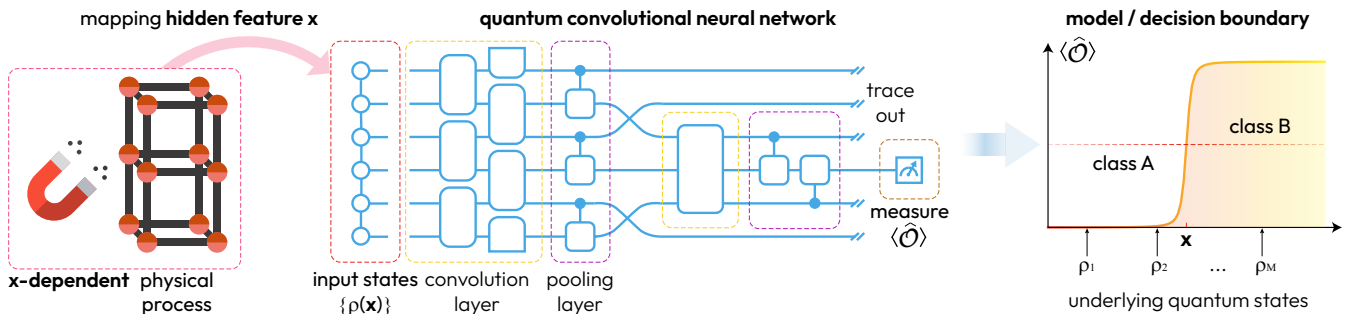 mapping hidden feature x
quantum convolutional neural network
model / decision boundary
⟨Ô⟩
trace
out
class B
class A
measure
⟨Ô⟩
x
x-dependent
physical
process
input states
{ρ(x)}
convolution
layer
pooling
layer
ρ₁
ρ₂
...
ρ_M
underlying quantum states